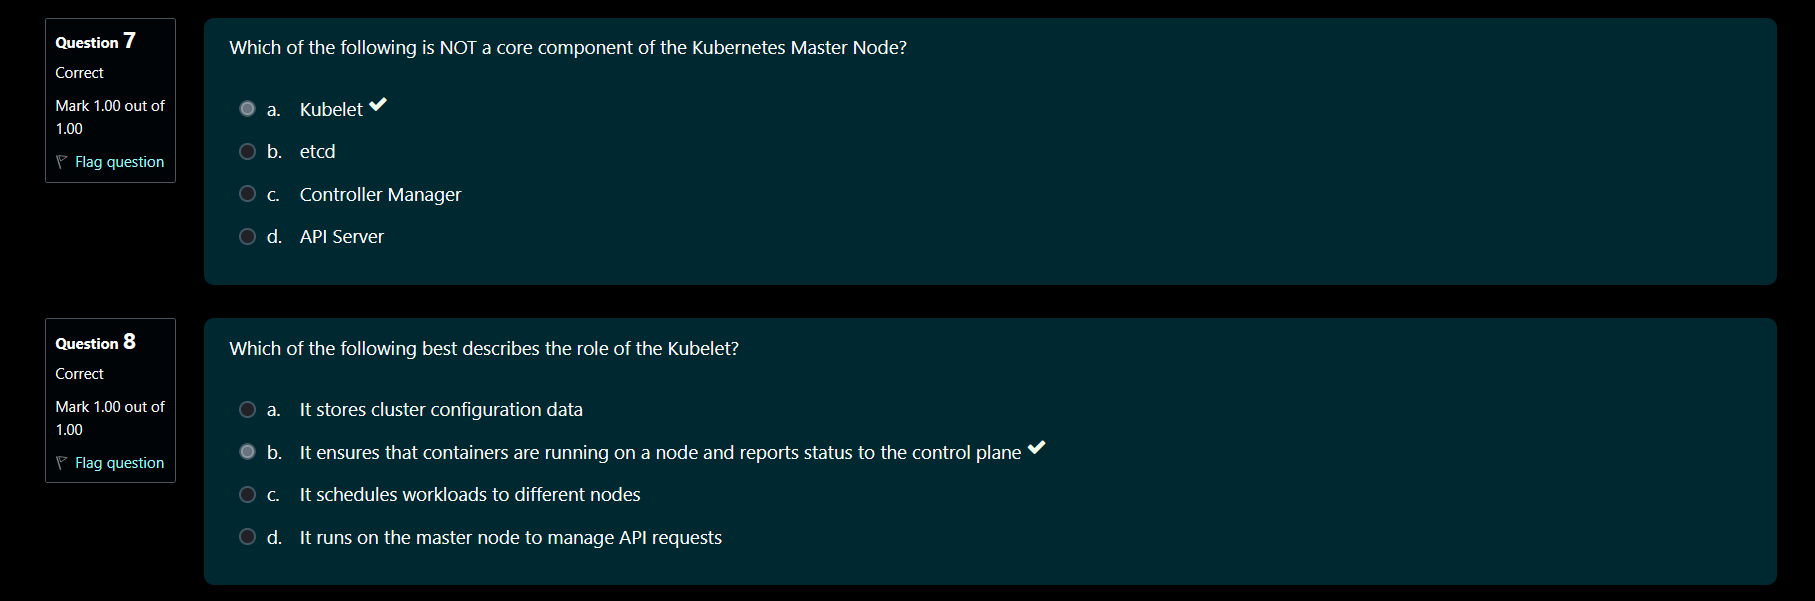 Question 7
Correct
Mark 1.00 out of
1.00
Flag question
Which of the following is NOT a core component of the Kubernetes Master Node?
a. Kubelet
b. etcd
c. Controller Manager
d. API Server
Question 8
Correct
Mark 1.00 out of
1.00
Flag question
Which of the following best describes the role of the Kubelet?
a. It stores cluster configuration data
b. It ensures that containers are running on a node and reports status to the control plane
c. It schedules workloads to different nodes
d. It runs on the master node to manage API requests